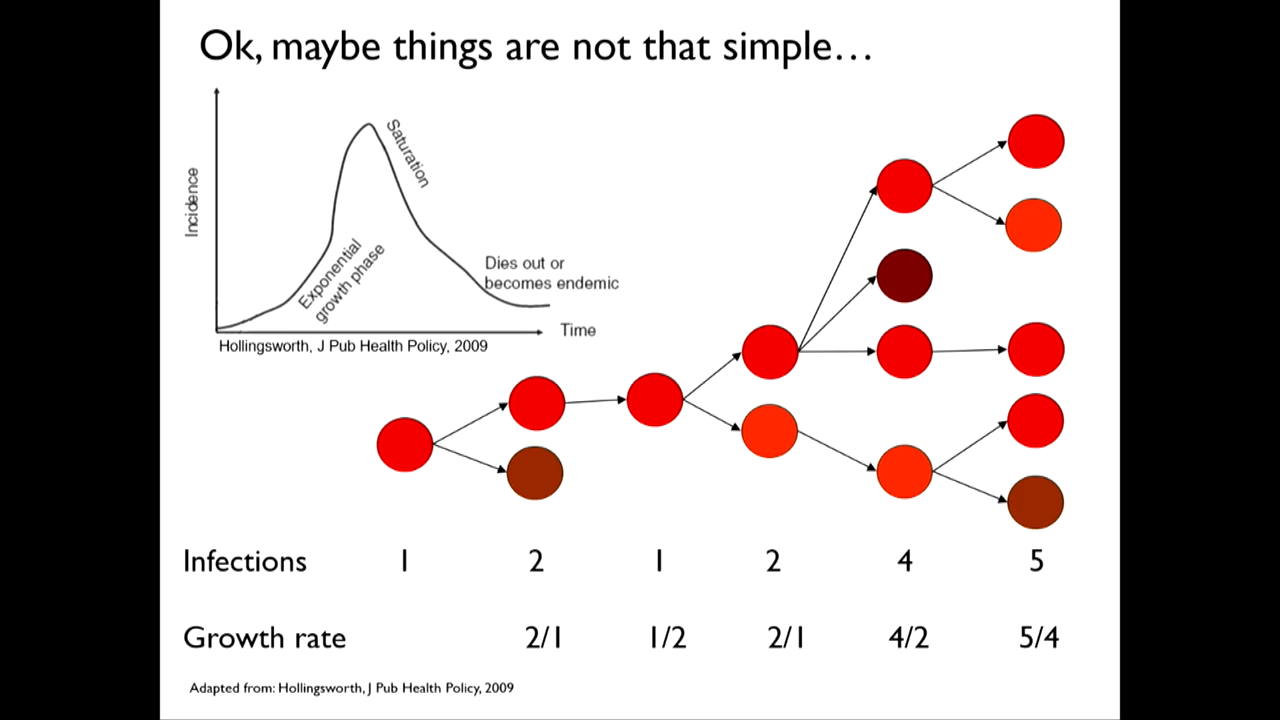 Ok, maybe things are not that simple...
Incidence
Exponential
growth phase
Saturation
Dies out or
becomes endemic
Time
Hollingsworth, J Pub Health Policy, 2009
Infections 1 2 1 2 4 5
Growth rate 2/1 1/2 2/1 4/2 5/4
Adapted from: Hollingsworth, J Pub Health Policy, 2009